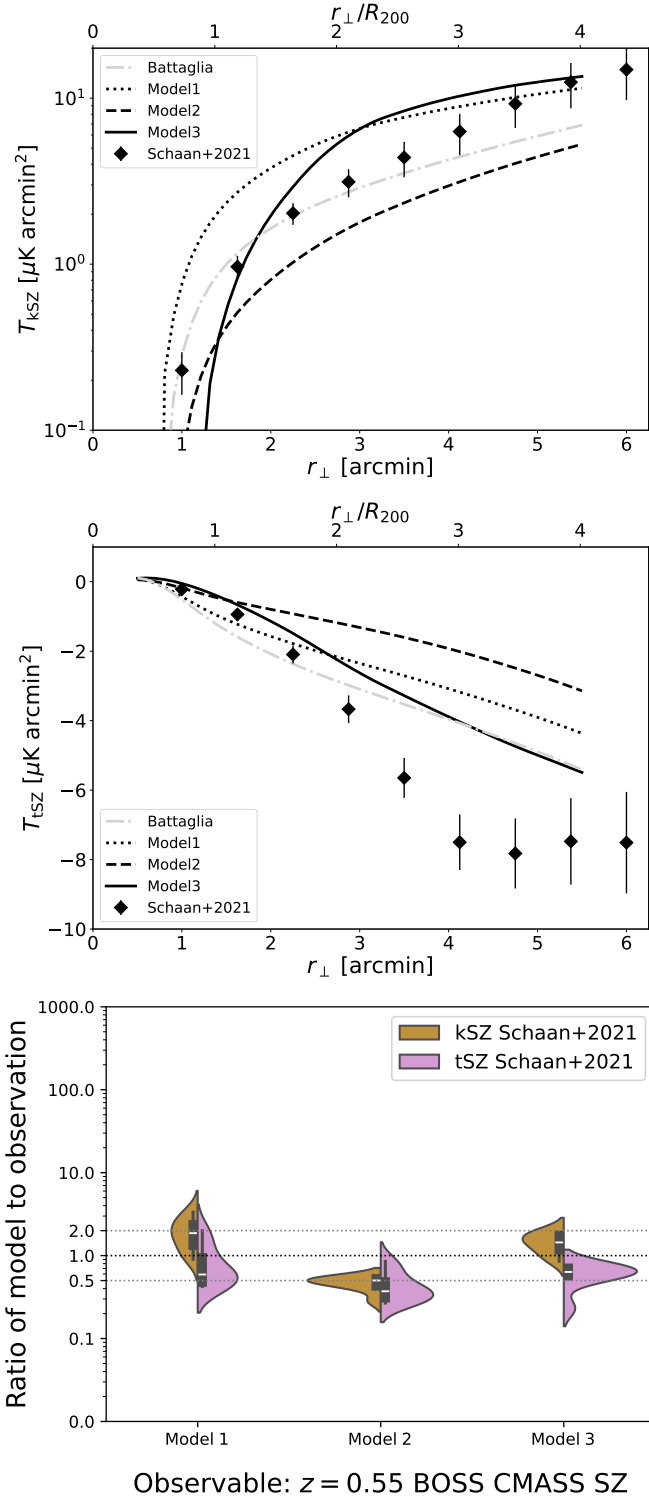 r⊥/R200
0 1 2 3 4
Battaglia
Model1
Model2
Model3
Schaan+2021
10¹
10⁰
10⁻¹
TkSZ [μK arcmin²]
0 1 2 3 4 5 6
r⊥ [arcmin]
r⊥/R200
0 1 2 3 4
0
−2
−4
−6
−8
−10
TtSZ [μK arcmin²]
Battaglia
Model1
Model2
Model3
Schaan+2021
0 1 2 3 4 5 6
r⊥ [arcmin]
1000.0
100.0
10.0
2.0
1.0
0.5
0.1
0.0
Ratio of model to observation
kSZ Schaan+2021
tSZ Schaan+2021
Model 1 Model 2 Model 3
Observable: z = 0.55 BOSS CMASS SZ